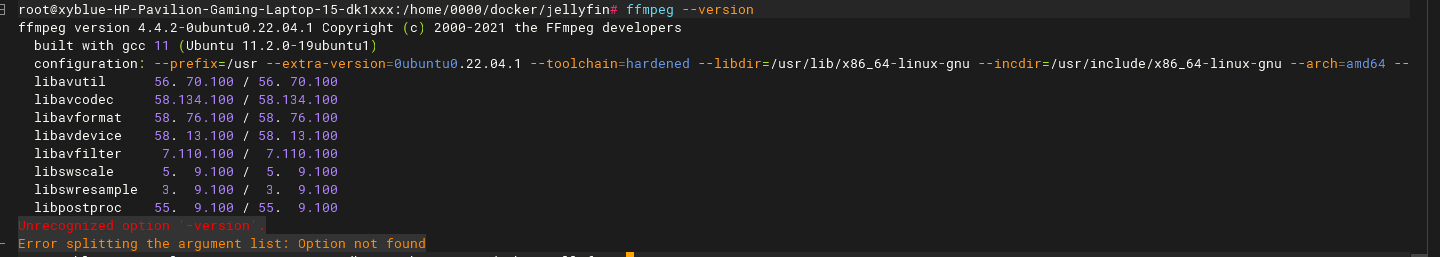 root@xyblue-HP-Pavilion-Gaming-Laptop-15-dk1xxx:/home/0000/docker/jellyfin# ffmpeg --version
ffmpeg version 4.4.2-0ubuntu0.22.04.1 Copyright (c) 2000-2021 the FFmpeg developers
  built with gcc 11 (Ubuntu 11.2.0-19ubuntu1)
  configuration: --prefix=/usr --extra-version=0ubuntu0.22.04.1 --toolchain=hardened --libdir=/usr/lib/x86_64-linux-gnu --incdir=/usr/include/x86_64-linux-gnu --arch=amd64 --
  libavutil      56. 70.100 / 56. 70.100
  libavcodec     58.134.100 / 58.134.100
  libavformat    58. 76.100 / 58. 76.100
  libavdevice    58. 13.100 / 58. 13.100
  libavfilter     7.110.100 /  7.110.100
  libswscale      5.  9.100 /  5.  9.100
  libswresample   3.  9.100 /  3.  9.100
  libpostproc    55.  9.100 / 55.  9.100
Unrecognized option '-version'.
Error splitting the argument list: Option not found